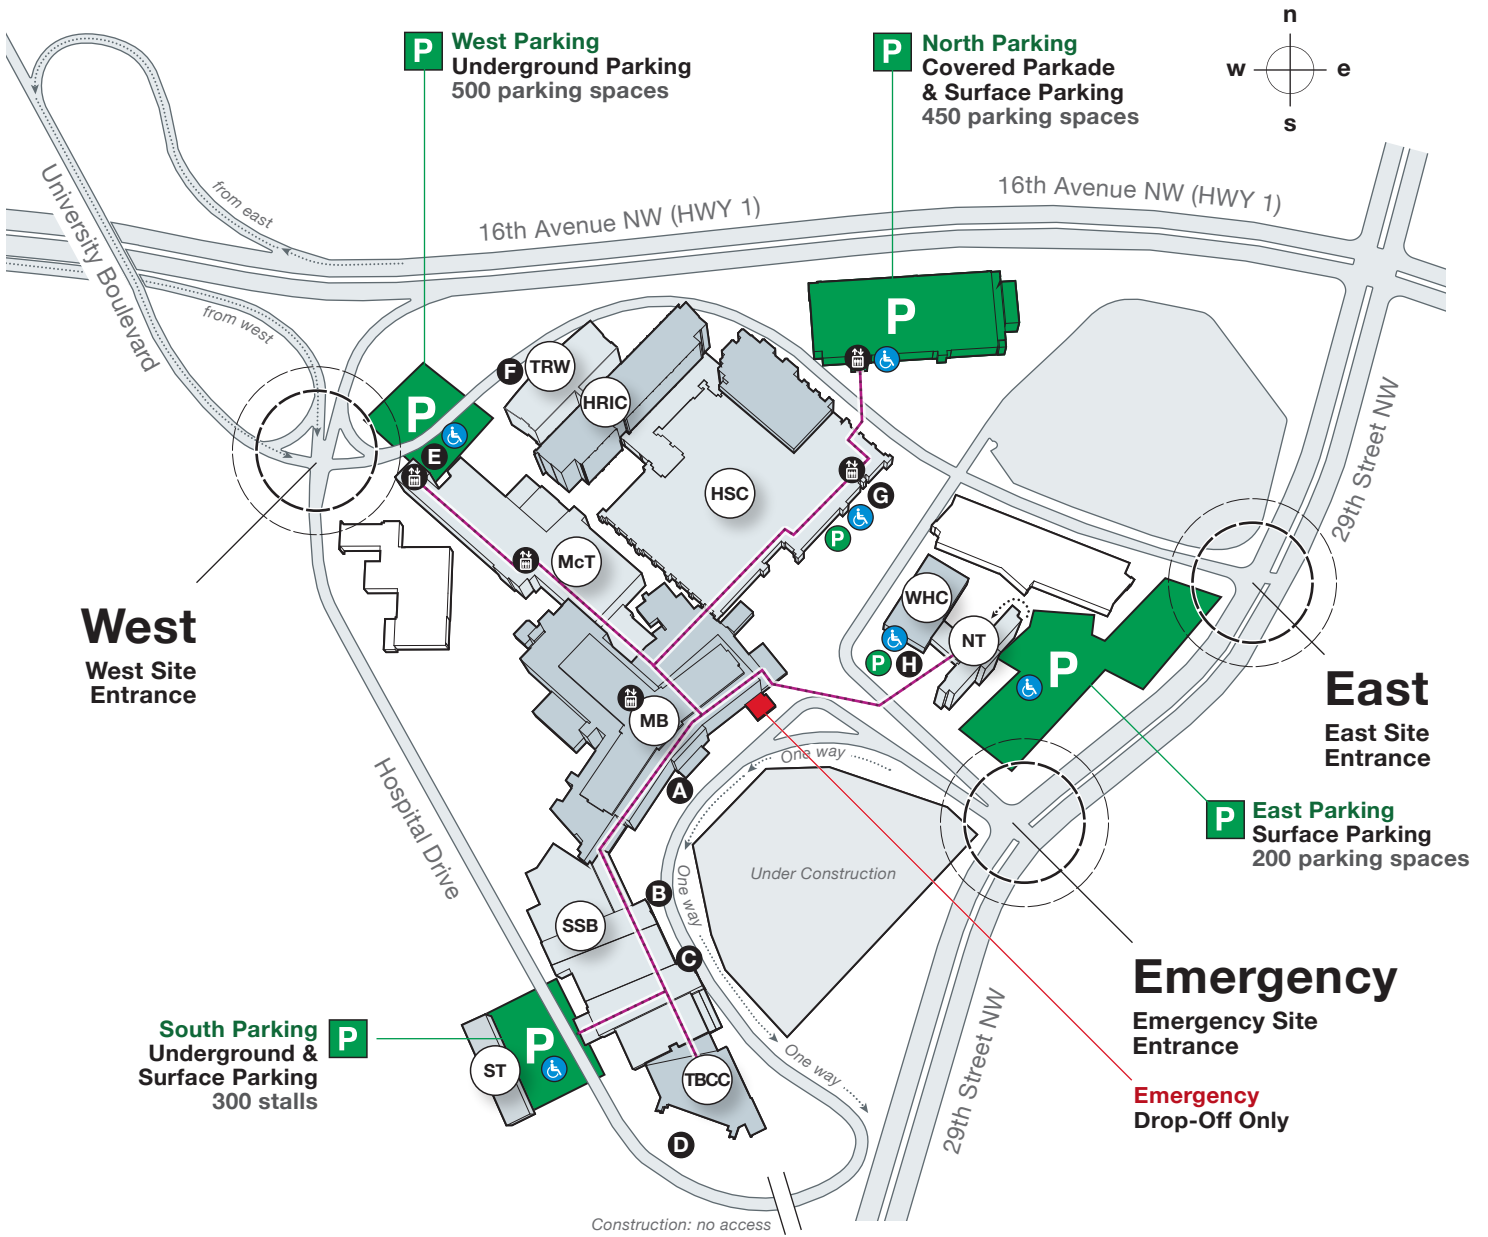 n
w e
s
P West Parking
Underground Parking
500 parking spaces
P North Parking
Covered Parkade
& Surface Parking
450 parking spaces
16th Avenue NW (HWY 1)
16th Avenue NW (HWY 1)
University Boulevard
from east
from west
29th Street NW
P
P
E
F
TRW
HRIC
HSC
G
P
McT
WHC
NT
P
H
P
MB
A
West
West Site
Entrance
East
East Site
Entrance
P East Parking
Surface Parking
200 parking spaces
One way
One way
One way
Under Construction
Hospital Drive
B
SSB
C
Emergency
Emergency Site
Entrance
Emergency
Drop-Off Only
29th Street NW
South Parking P
Underground &
Surface Parking
300 stalls
P
ST
TBCC
D
Construction: no access